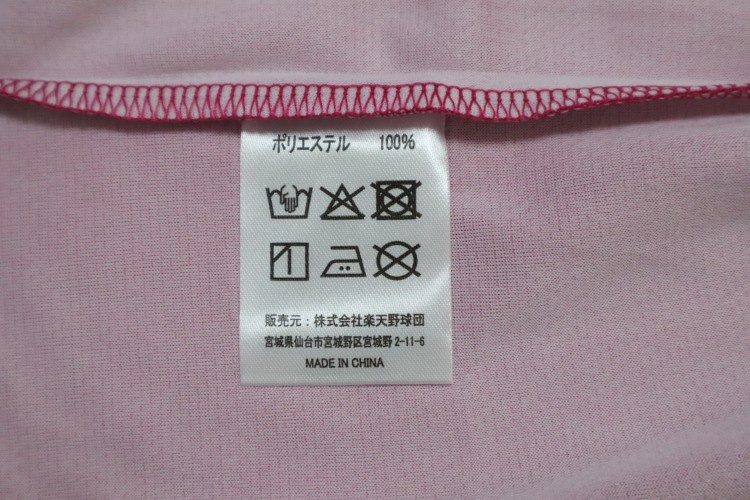 ポリエステル 100%
販売元：株式会社楽天野球団
宮城県仙台市宮城野区宮城野 2-11-6
MADE IN CHINA